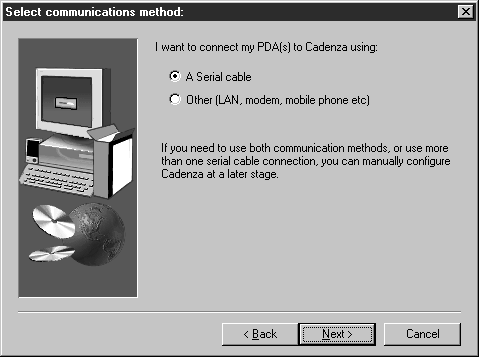 Select communications method:
I want to connect my PDA(s) to Cadenza using:
A Serial cable
Other (LAN, modem, mobile phone etc)
If you need to use both communication methods, or use more
than one serial cable connection, you can manually configure
Cadenza at a later stage.
< Back
Next >
Cancel